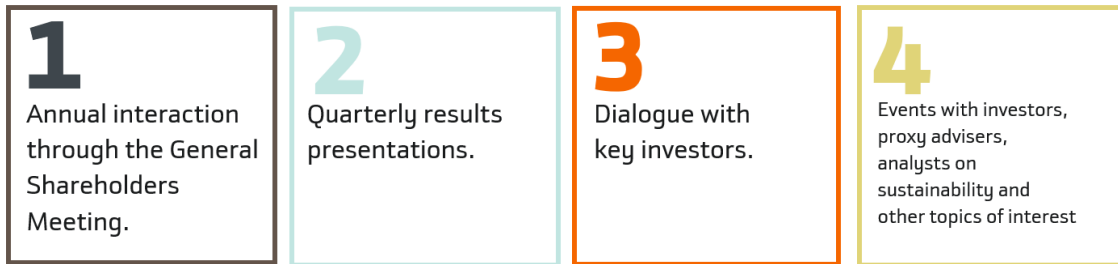 1
Annual interaction
through the General
Shareholders
Meeting.
2
Quarterly results
presentations.
3
Dialogue with
key investors.
4
Events with investors,
proxy advisers,
analysts on
sustainability and
other topics of interest